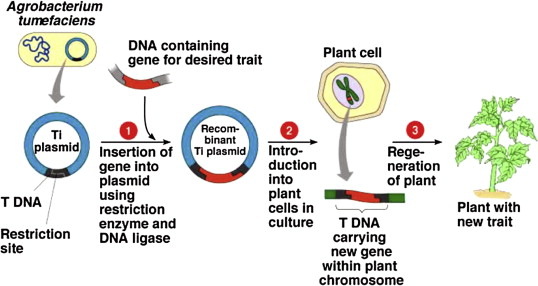 Agrobacterium
tumefaciens
DNA containing
gene for desired trait
Plant cell
Ti
plasmid
1
Insertion of
gene into
plasmid
using
restriction
enzyme and
DNA ligase
Recom-
binant
Ti plasmid
2
Intro-
duction
into
plant
cells in
culture
3
Rege-
neration
of plant
T DNA
Restriction
site
T DNA
carrying
new gene
within plant
chromosome
Plant with
new trait